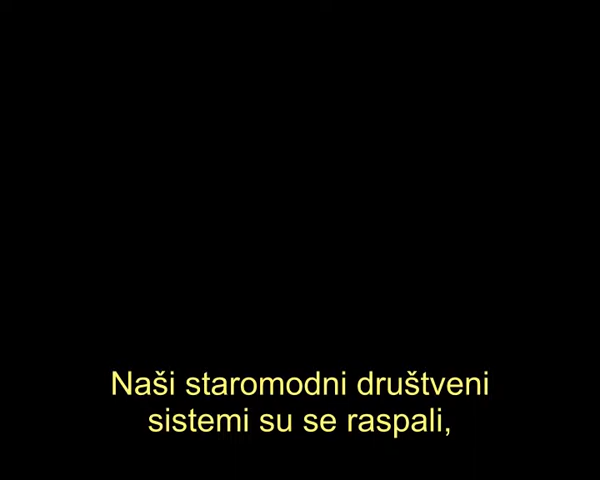 Naši staromodni društveni
sistemi su se raspali,